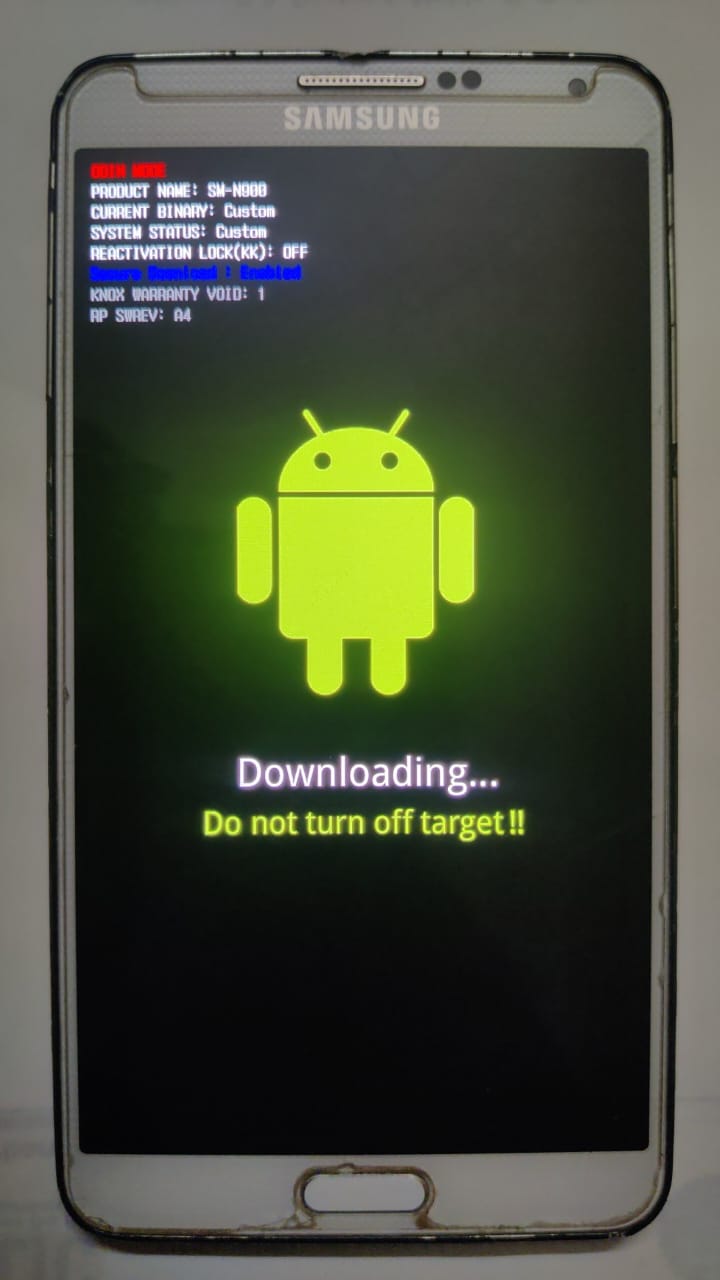 SAMSUNG
ODIN MODE
PRODUCT NAME: SM-N900
CURRENT BINARY: Custom
SYSTEM STATUS: Custom
REACTIVATION LOCK(KK): OFF
Secure Download : Enabled
KNOX WARRANTY VOID: 1
RP SWREV: A4
Downloading...
Do not turn off target!!